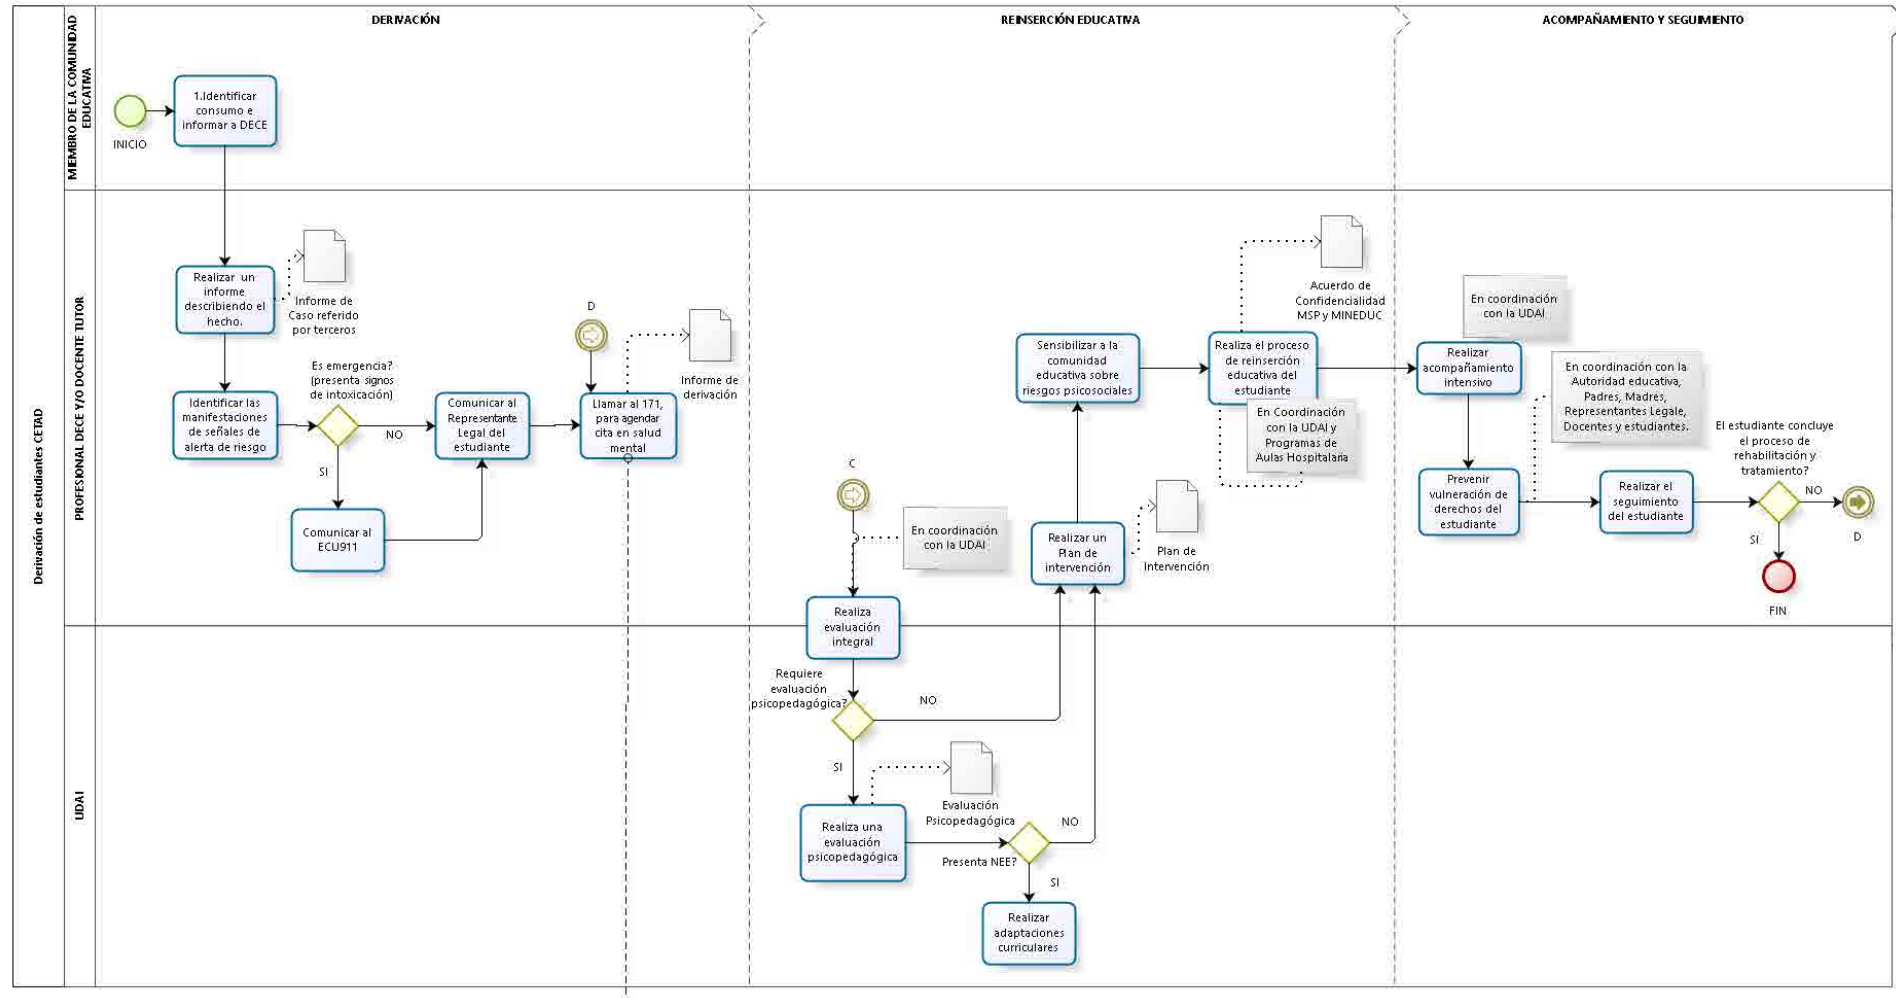 DERIVACIÓN
REINSERCIÓN EDUCATIVA
ACOMPAÑAMIENTO Y SEGUIMIENTO
Derivación de estudiantes CETAD
MIEMBRO DE LA COMUNIDAD
EDUCATIVA
INICIO
1.Identificar
consumo e
informar a DECE
PROFESIONAL DECE Y/O DOCENTE TUTOR
Realizar un
informe
describiendo el
hecho.
Informe de
Caso referido
por terceros
Identificar las
manifestaciones
de señales de
alerta de riesgo
Es emergencia?
(presenta signos
de intoxicación)
NO
SI
Comunicar al
ECU911
Comunicar al
Representante
Legal del
estudiante
D
Llamar al 171,
para agendar
cita en salud
mental
Informe de
derivación
C
En coordinación
con la UDAI
Realiza
evaluación
integral
Realizar un
Plan de
intervención
Plan de
Intervención
Sensibilizar a la
comunidad
educativa sobre
riesgos psicosociales
Realiza el proceso
de reinserción
educativa del
estudiante
Acuerdo de
Confidencialidad
MSP y MINEDUC
En Coordinación
con la UDAI y
Programas de
Aulas Hospitalaria
En coordinación
con la UDAI
Realizar
acompañamiento
intensivo
En coordinación con la
Autoridad educativa,
Padres, Madres,
Representantes Legale,
Docentes y estudiantes.
Prevenir
vulneración de
derechos del
estudiante
Realizar el
seguimiento
del estudiante
El estudiante concluye
el proceso de
rehabilitación y
tratamiento?
NO
D
SI
FIN
UDAI
Requiere
evaluación
psicopedagógica?
NO
SI
Realiza una
evaluación
psicopedagógica
Evaluación
Psicopedagógica
Presenta NEE?
NO
SI
Realizar
adaptaciones
curriculares